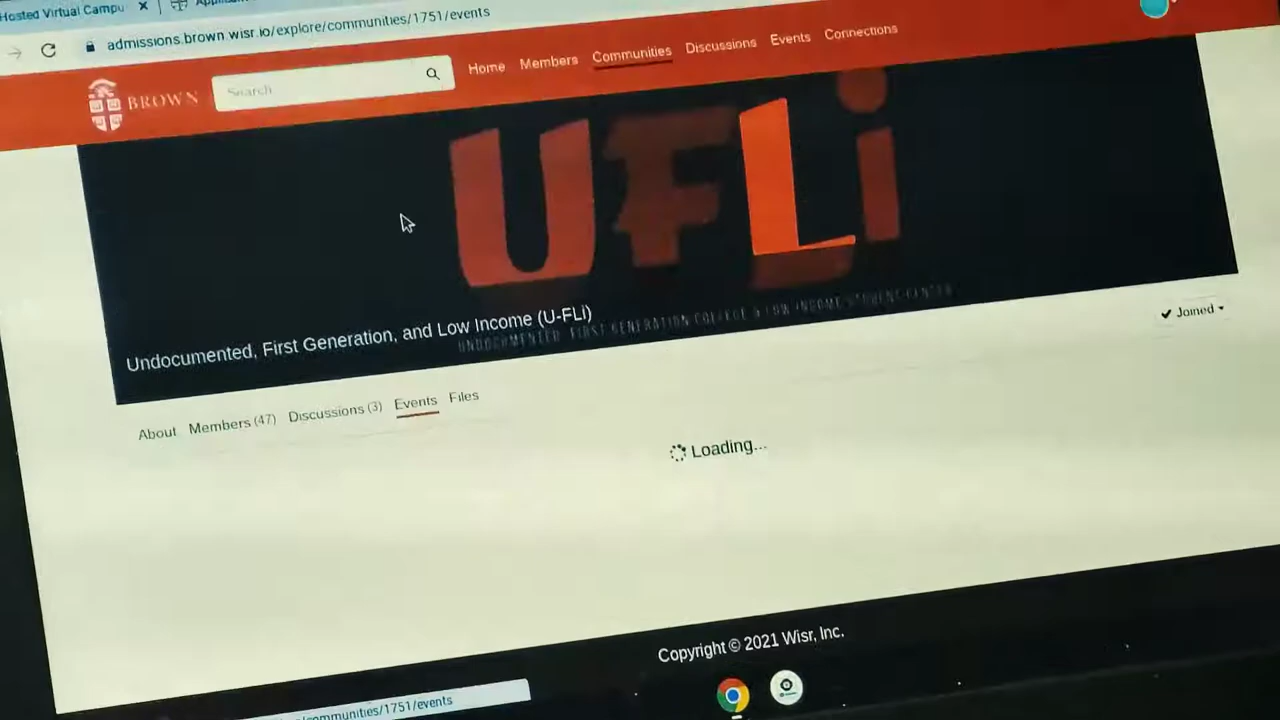 Hosted Virtual Campu
admissions.brown.wisr.io/explore/communities/1751/events
BROWN
Search
Home Members Communities Discussions Events Connections
UFLi
Undocumented, First Generation, and Low Income (U-FLi)
UNDOCUMENTED, FIRST GENERATION COLLEGE & LOW INCOME STUDENT CENTER
Joined
About Members (47) Discussions (3) Events Files
Loading...
Copyright © 2021 Wisr, Inc.
communities/1751/events